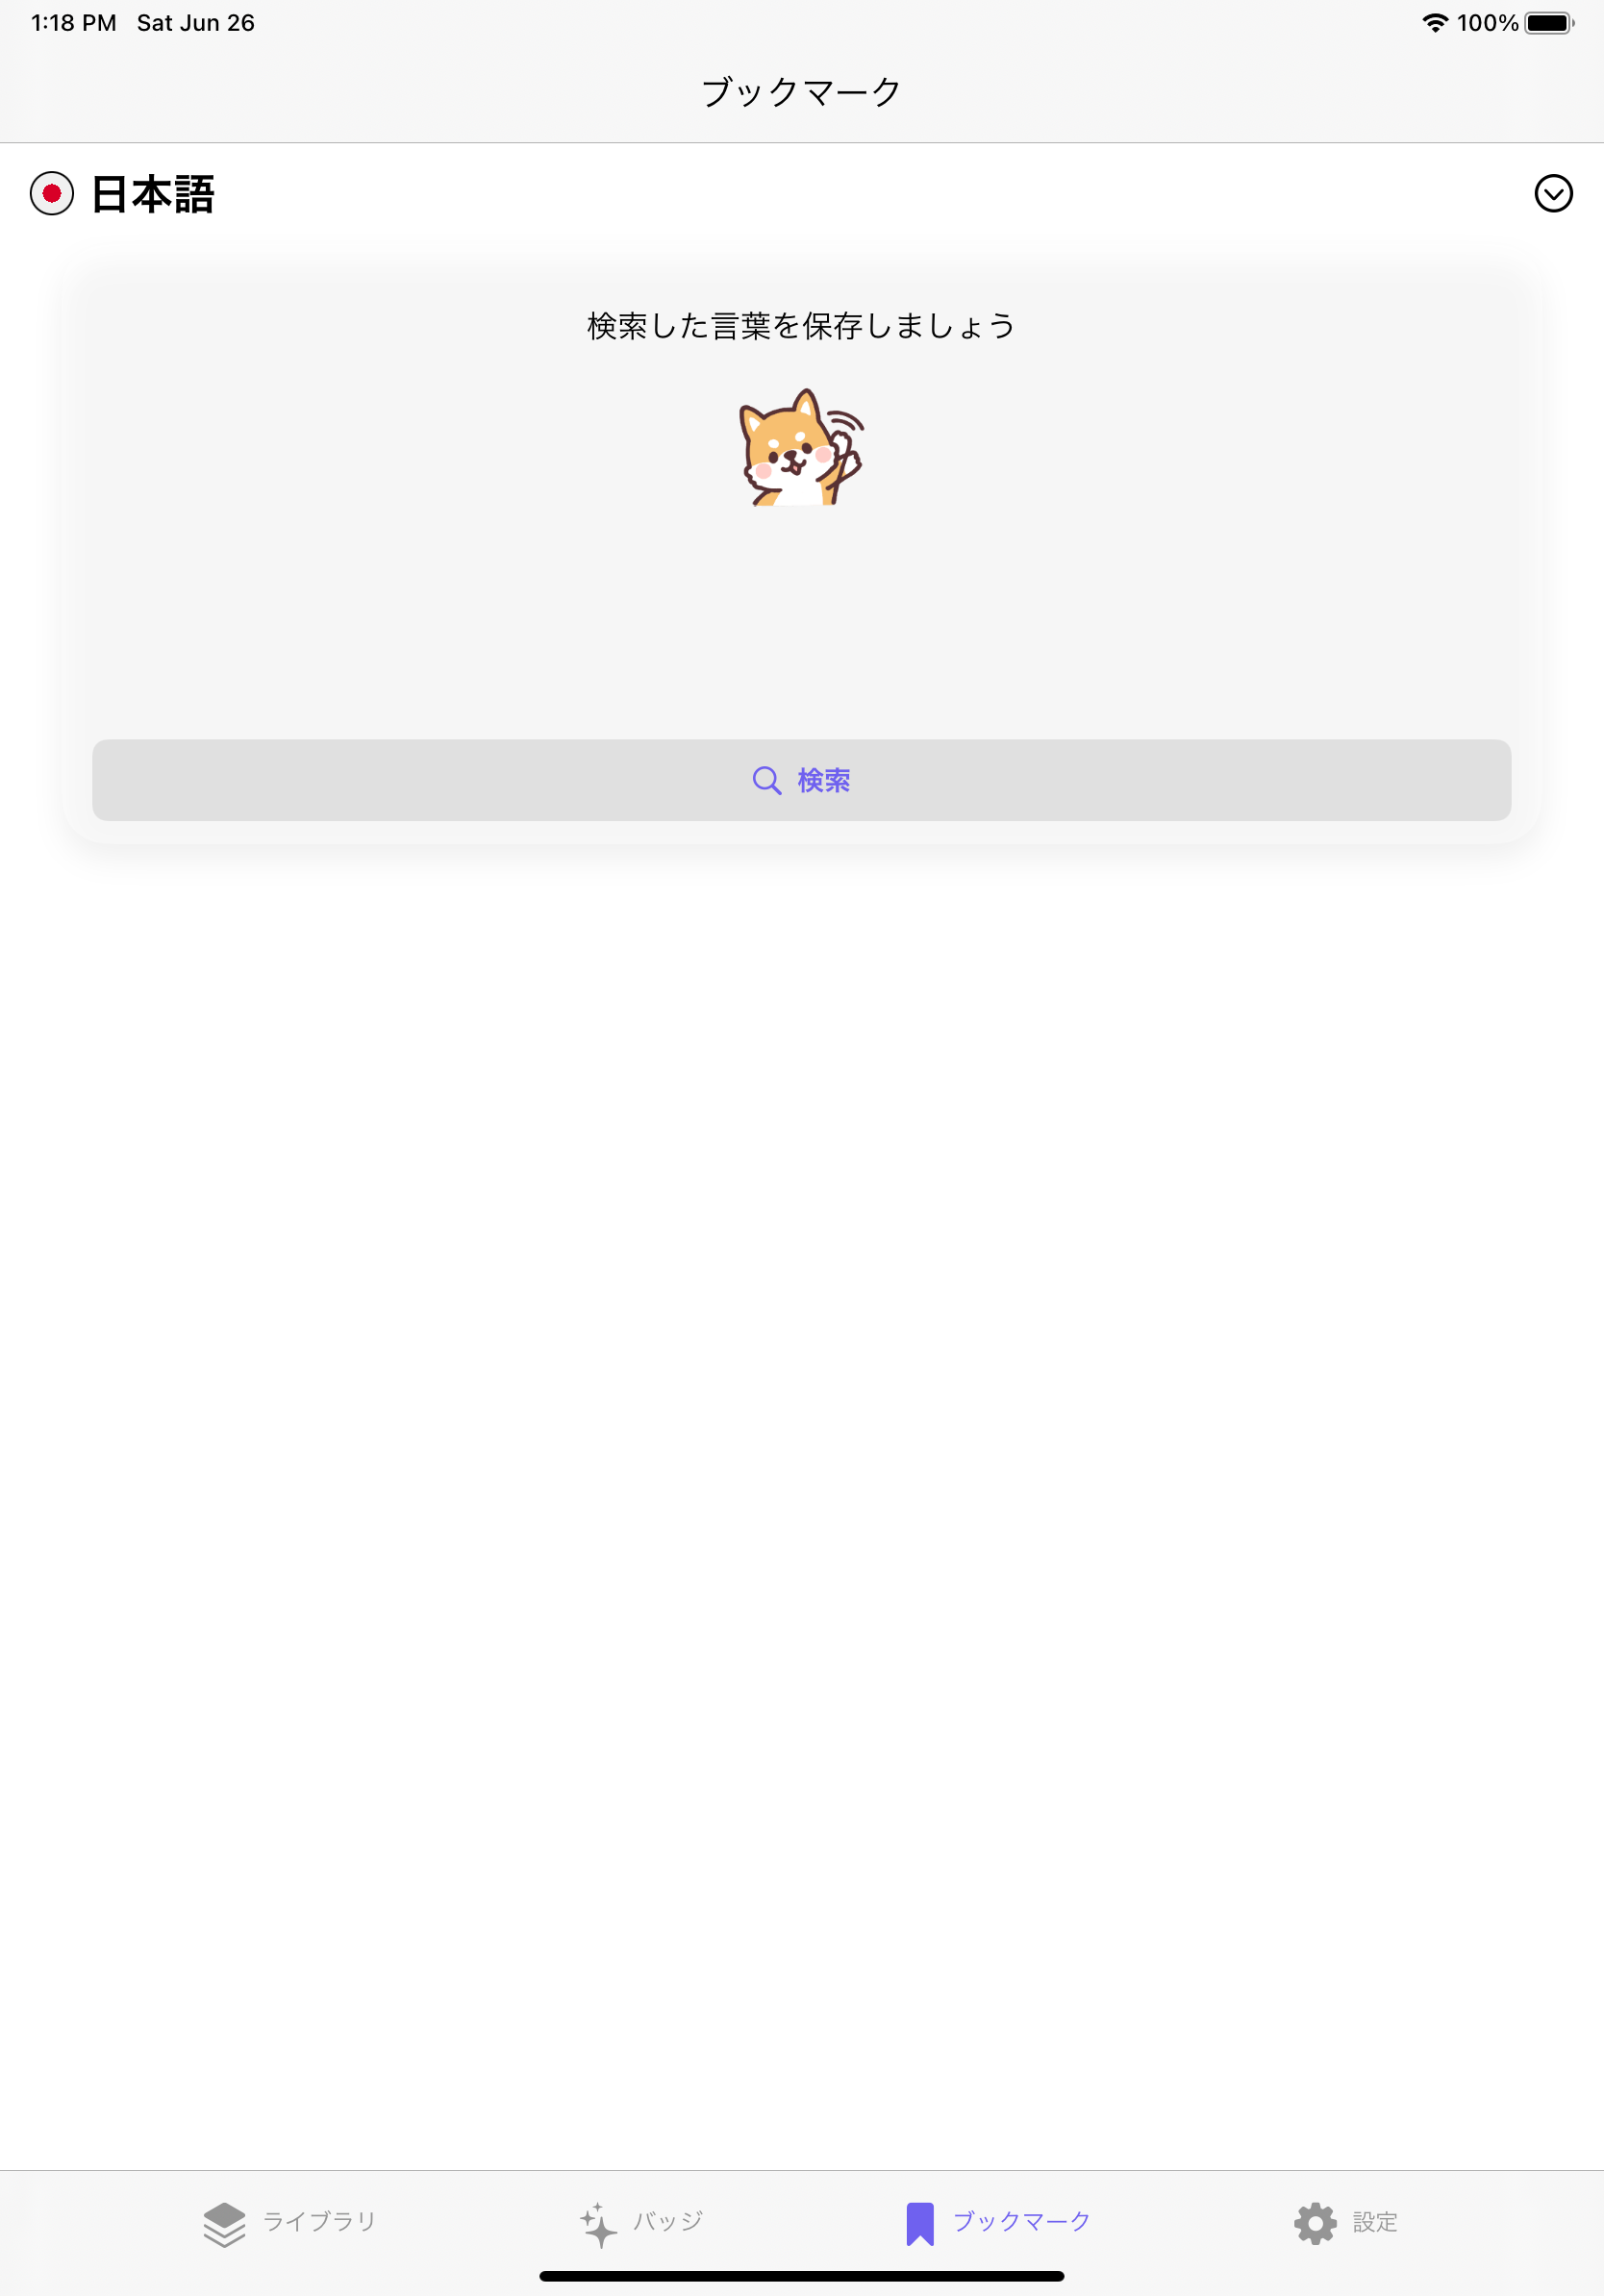 1:18 PM Sat Jun 26 100%
ブックマーク
日本語
検索した言葉を保存しましょう
検索
ライブラリ バッジ ブックマーク 設定